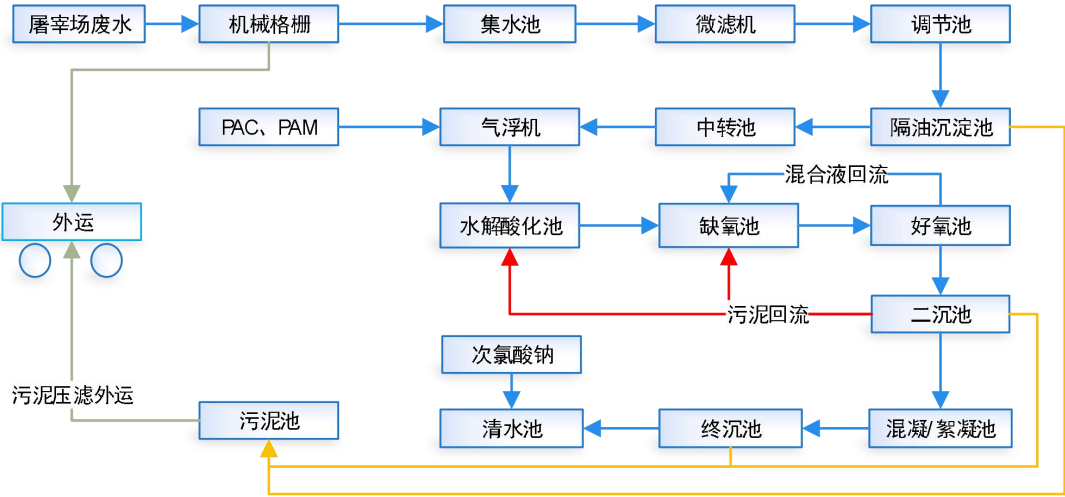 屠宰场废水
机械格栅
集水池
微滤机
调节池
PAC、PAM
气浮机
中转池
隔油沉淀池
混合液回流
外运
水解酸化池
缺氧池
好氧池
污泥回流
二沉池
次氯酸钠
污泥压滤外运
污泥池
清水池
终沉池
混凝/絮凝池